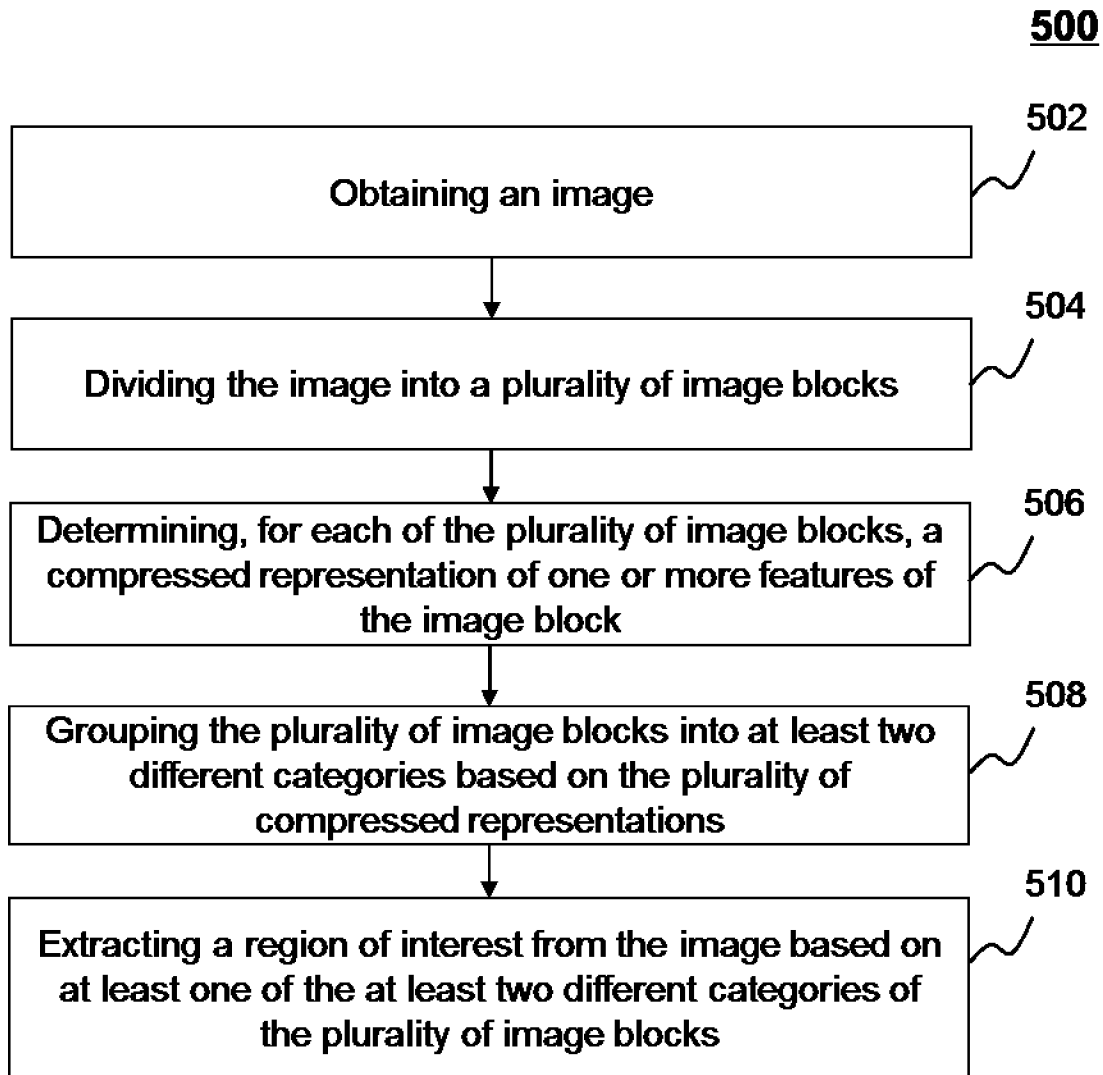 500
502
Obtaining an image
504
Dividing the image into a plurality of image blocks
506
Determining, for each of the plurality of image blocks, a
compressed representation of one or more features of
the image block
508
Grouping the plurality of image blocks into at least two
different categories based on the plurality of
compressed representations
510
Extracting a region of interest from the image based on
at least one of the at least two different categories of
the plurality of image blocks